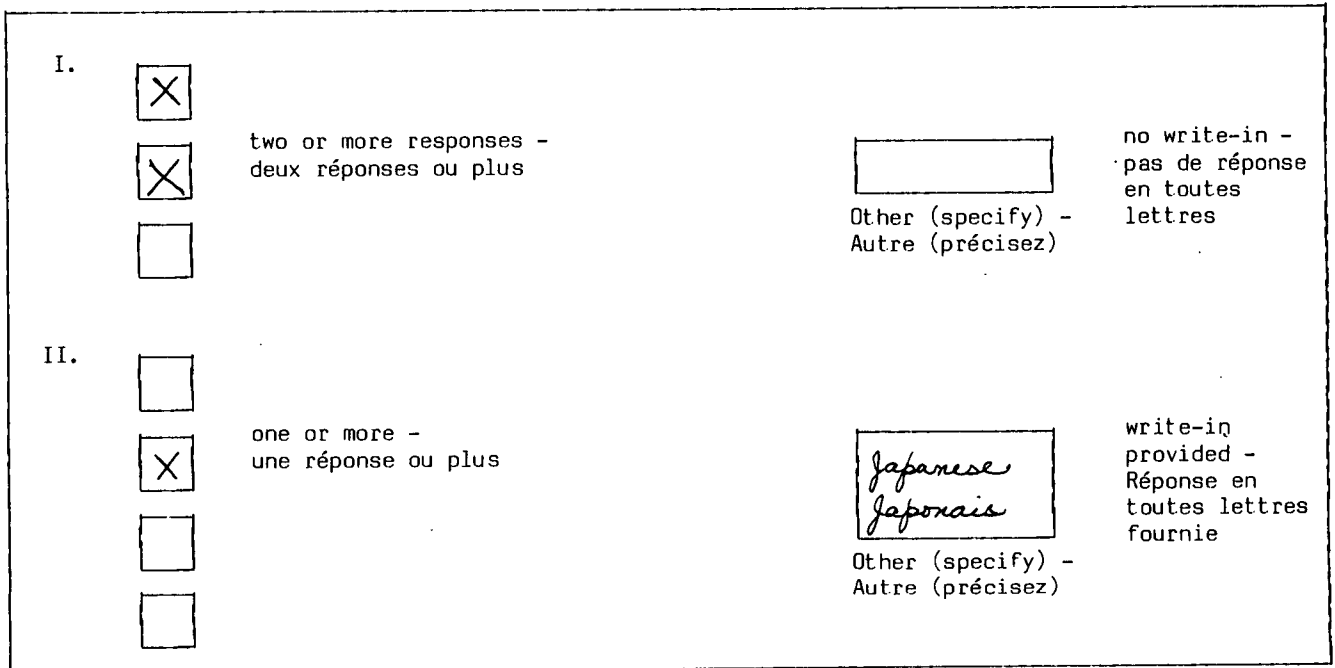 I.
two or more responses -
deux réponses ou plus
no write-in -
pas de réponse
en toutes
lettres
Other (specify) -
Autre (précisez)
II.
one or more -
une réponse ou plus
Japanese
Japonais
write-in
provided -
Réponse en
toutes lettres
fournie
Other (specify) -
Autre (précisez)